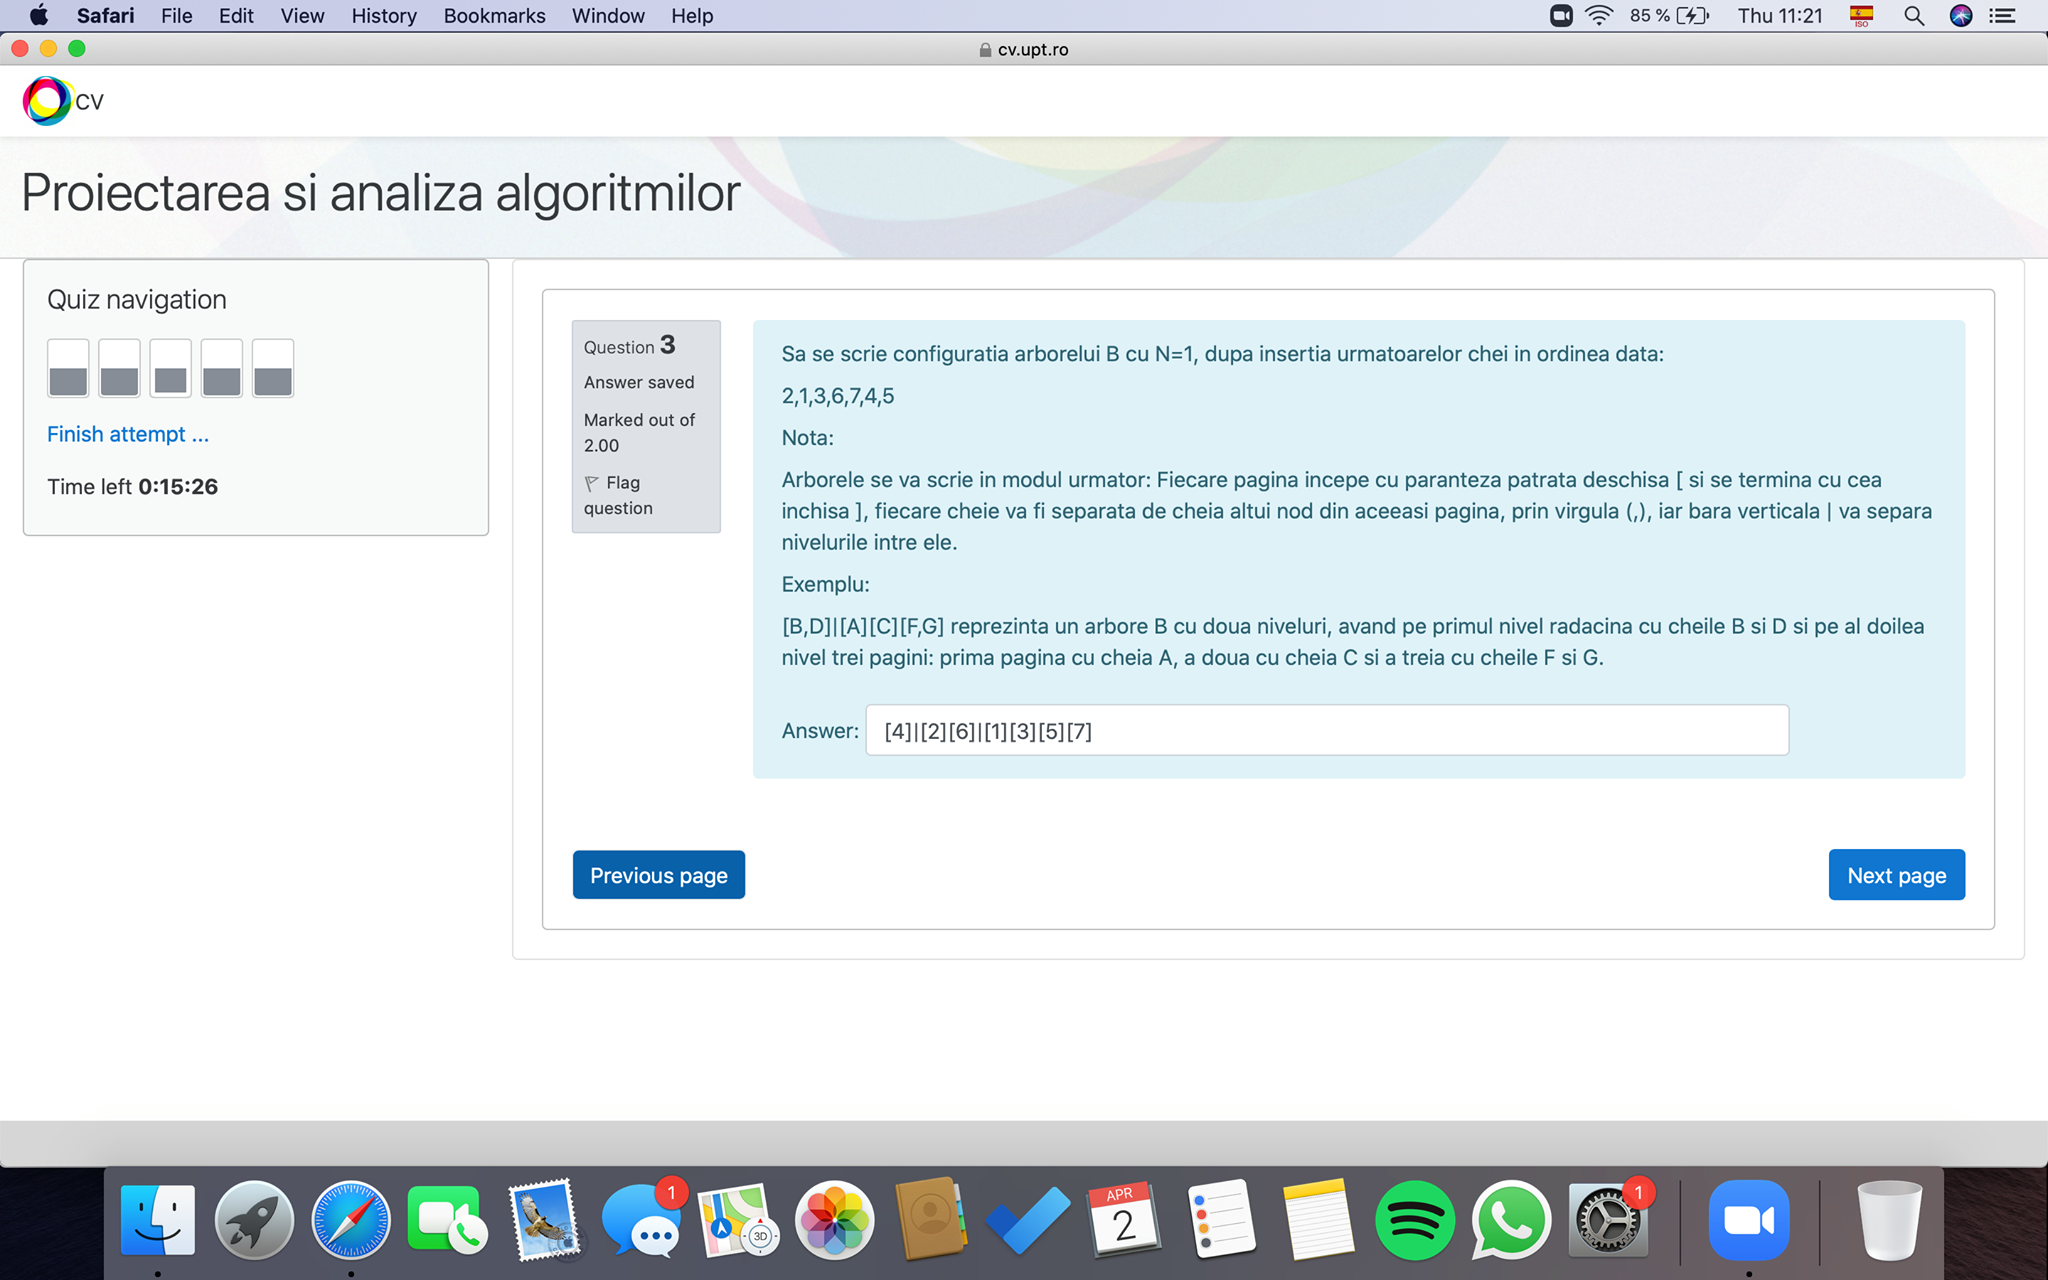 Safari File Edit View History Bookmarks Window Help 85 % Thu 11:21 ISO
cv.upt.ro
CV
Proiectarea si analiza algoritmilor
Quiz navigation
Finish attempt ...
Time left 0:15:26
Question 3
Answer saved
Marked out of
2.00
Flag
question
Sa se scrie configuratia arborelui B cu N=1, dupa insertia urmatoarelor chei in ordinea data:
2,1,3,6,7,4,5
Nota:
Arborele se va scrie in modul urmator: Fiecare pagina incepe cu paranteza patrata deschisa [ si se termina cu cea
inchisa ], fiecare cheie va fi separata de cheia altui nod din aceeasi pagina, prin virgula (,), iar bara verticala | va separa
nivelurile intre ele.
Exemplu:
[B,D]|[A][C][F,G] reprezinta un arbore B cu doua niveluri, avand pe primul nivel radacina cu cheile B si D si pe al doilea
nivel trei pagini: prima pagina cu cheia A, a doua cu cheia C si a treia cu cheile F si G.
Answer: [4]|[2][6]|[1][3][5][7]
Previous page
Next page
1
3D
APR
2
1